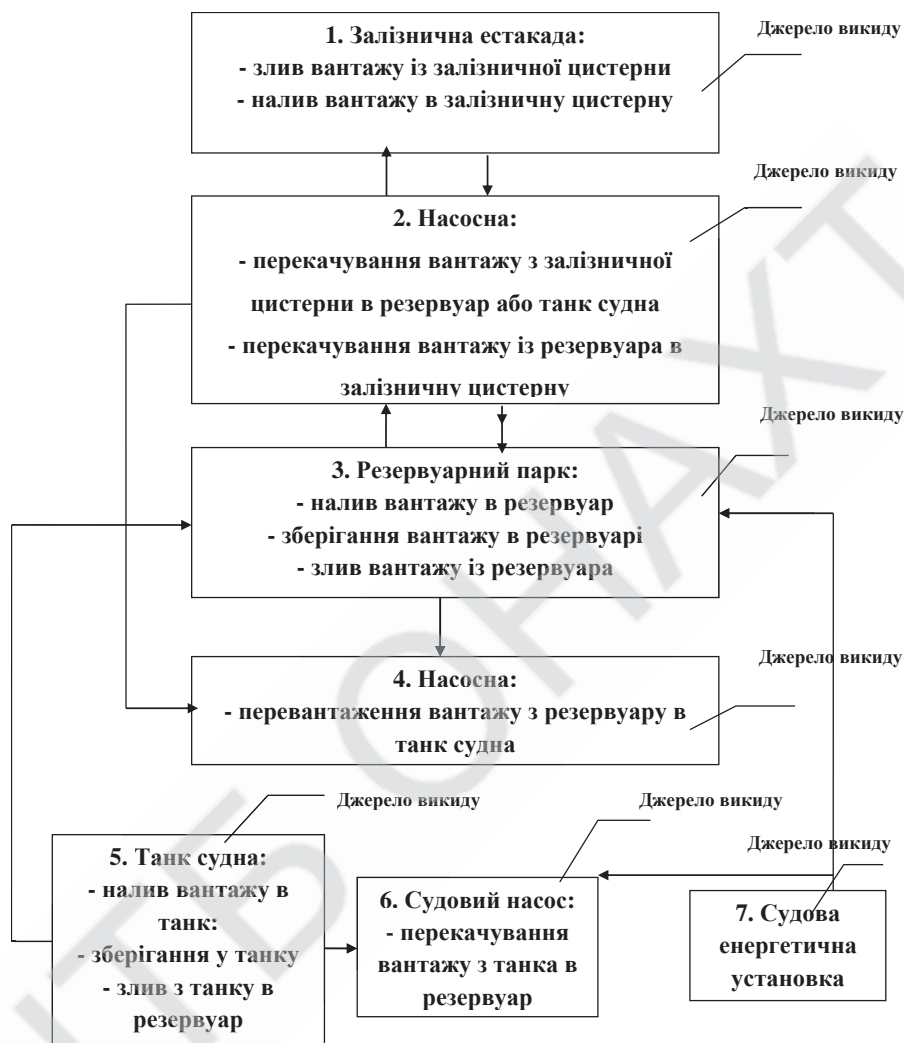 Джерело викиду
1. Залізнична естакада:
- злив вантажу із залізничної цистерни
- налив вантажу в залізничну цистерну
Джерело викиду
2. Насосна:
- перекачування вантажу з залізничної
цистерни в резервуар або танк судна
- перекачування вантажу із резервуара в
залізничну цистерну
Джерело викиду
3. Резервуарний парк:
- налив вантажу в резервуар
- зберігання вантажу в резервуарі
- злив вантажу із резервуара
Джерело викиду
4. Насосна:
- перевантаження вантажу з резервуару в
танк судна
Джерело викиду
5. Танк судна:
- налив вантажу в
танк:
- зберігання у танку
- злив з танку в
резервуар
Джерело викиду
6. Судовий насос:
- перекачування
вантажу з танка в
резервуар
Джерело викиду
7. Судова
енергетична
установка
ОНАХТ